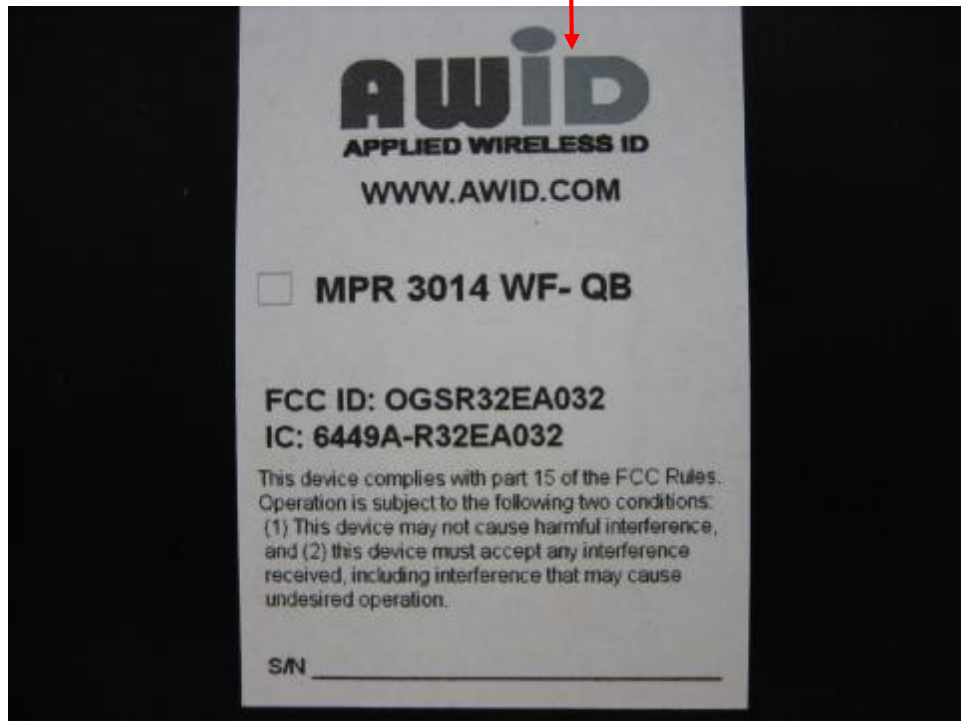 AWiD
APPLIED WIRELESS ID
WWW.AWID.COM
MPR 3014 WF- QB
FCC ID: OGSR32EA032
IC: 6449A-R32EA032
This device complies with part 15 of the FCC Rules.
Operation is subject to the following two conditions:
(1) This device may not cause harmful interference,
and (2) this device must accept any interference
received, including interference that may cause
undesired operation.
S/N